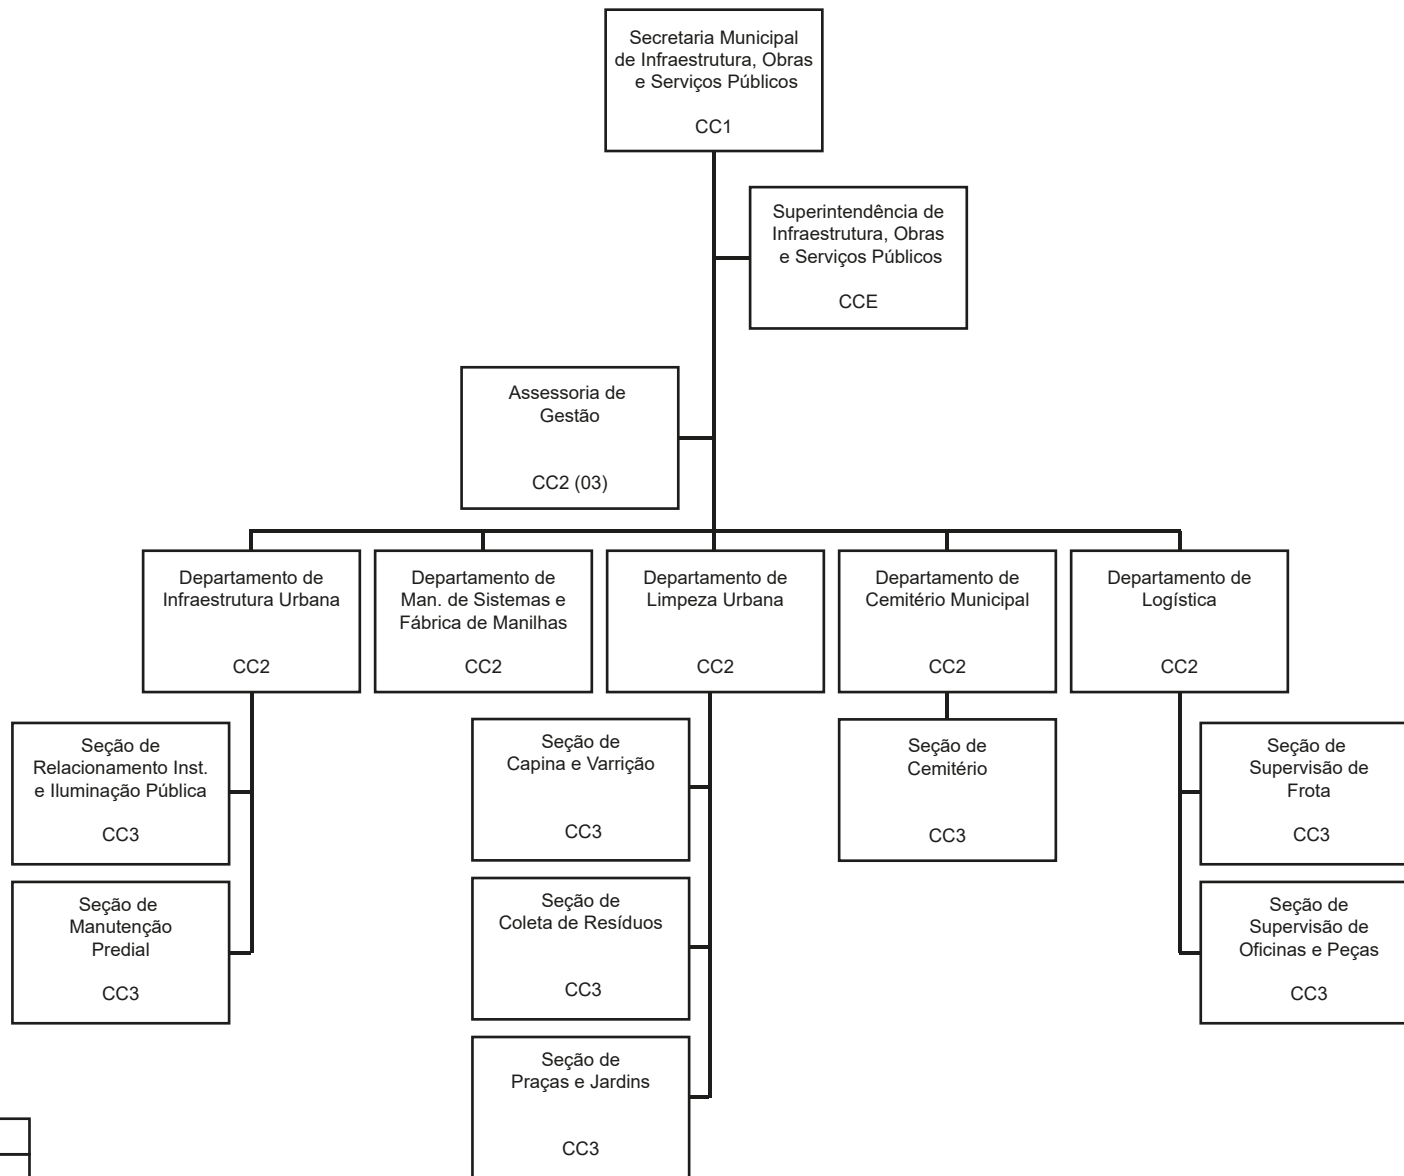 Secretaria Municipal
de Infraestrutura, Obras
e Serviços Públicos
CC1
Superintendência de
Infraestrutura, Obras
e Serviços Públicos
CCE
Assessoria de
Gestão
CC2 (03)
Departamento de
Infraestrutura Urbana
CC2
Departamento de
Man. de Sistemas e
Fábrica de Manilhas
CC2
Departamento de
Limpeza Urbana
CC2
Departamento de
Cemitério Municipal
CC2
Departamento de
Logística
CC2
Seção de
Relacionamento Inst.
e Iluminação Pública
CC3
Seção de
Manutenção
Predial
CC3
Seção de
Capina e Varrição
CC3
Seção de
Coleta de Resíduos
CC3
Seção de
Praças e Jardins
CC3
Seção de
Cemitério
CC3
Seção de
Supervisão de
Frota
CC3
Seção de
Supervisão de
Oficinas e Peças
CC3